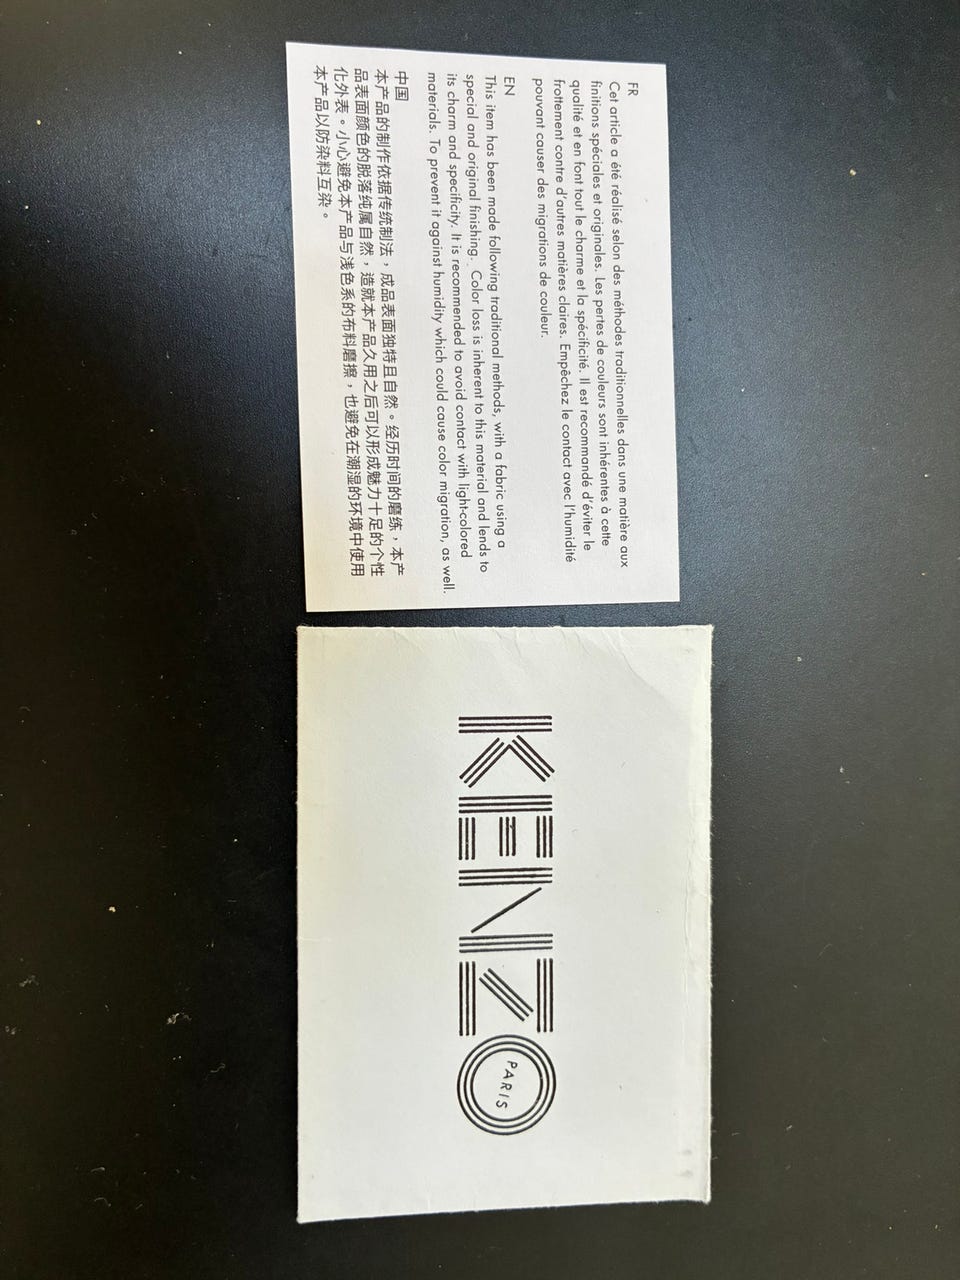 FR
Cet article a été réalisé selon des méthodes traditionnelles dans une matière aux
finitions spéciales et originales. Les pertes de couleurs sont inhérentes à cette
qualité et en font tout le charme et la spécificité. Il est recommandé d'éviter le
frottement contre d'autres matières claires. Empêchez le contact avec l'humidité
pouvant causer des migrations de couleur.
EN
This item has been made following traditional methods, with a fabric using a
special and original finishing. Color loss is inherent to this material and lends to
its charm and specificity. It is recommended to avoid contact with light-colored
materials. To prevent it against humidity which could cause color migration, as well.
中国
本产品的制作依据传统制法，成品表面独特且自然。经历时间的磨练，本产
品表面颜色的脱落纯属自然，造就本产品久用之后可以形成魅力十足的个性
化外表。小心避免本产品与浅色系的布料磨擦，也避免在潮湿的环境中使用
本产品以防染料互染。
KENZO
PARIS